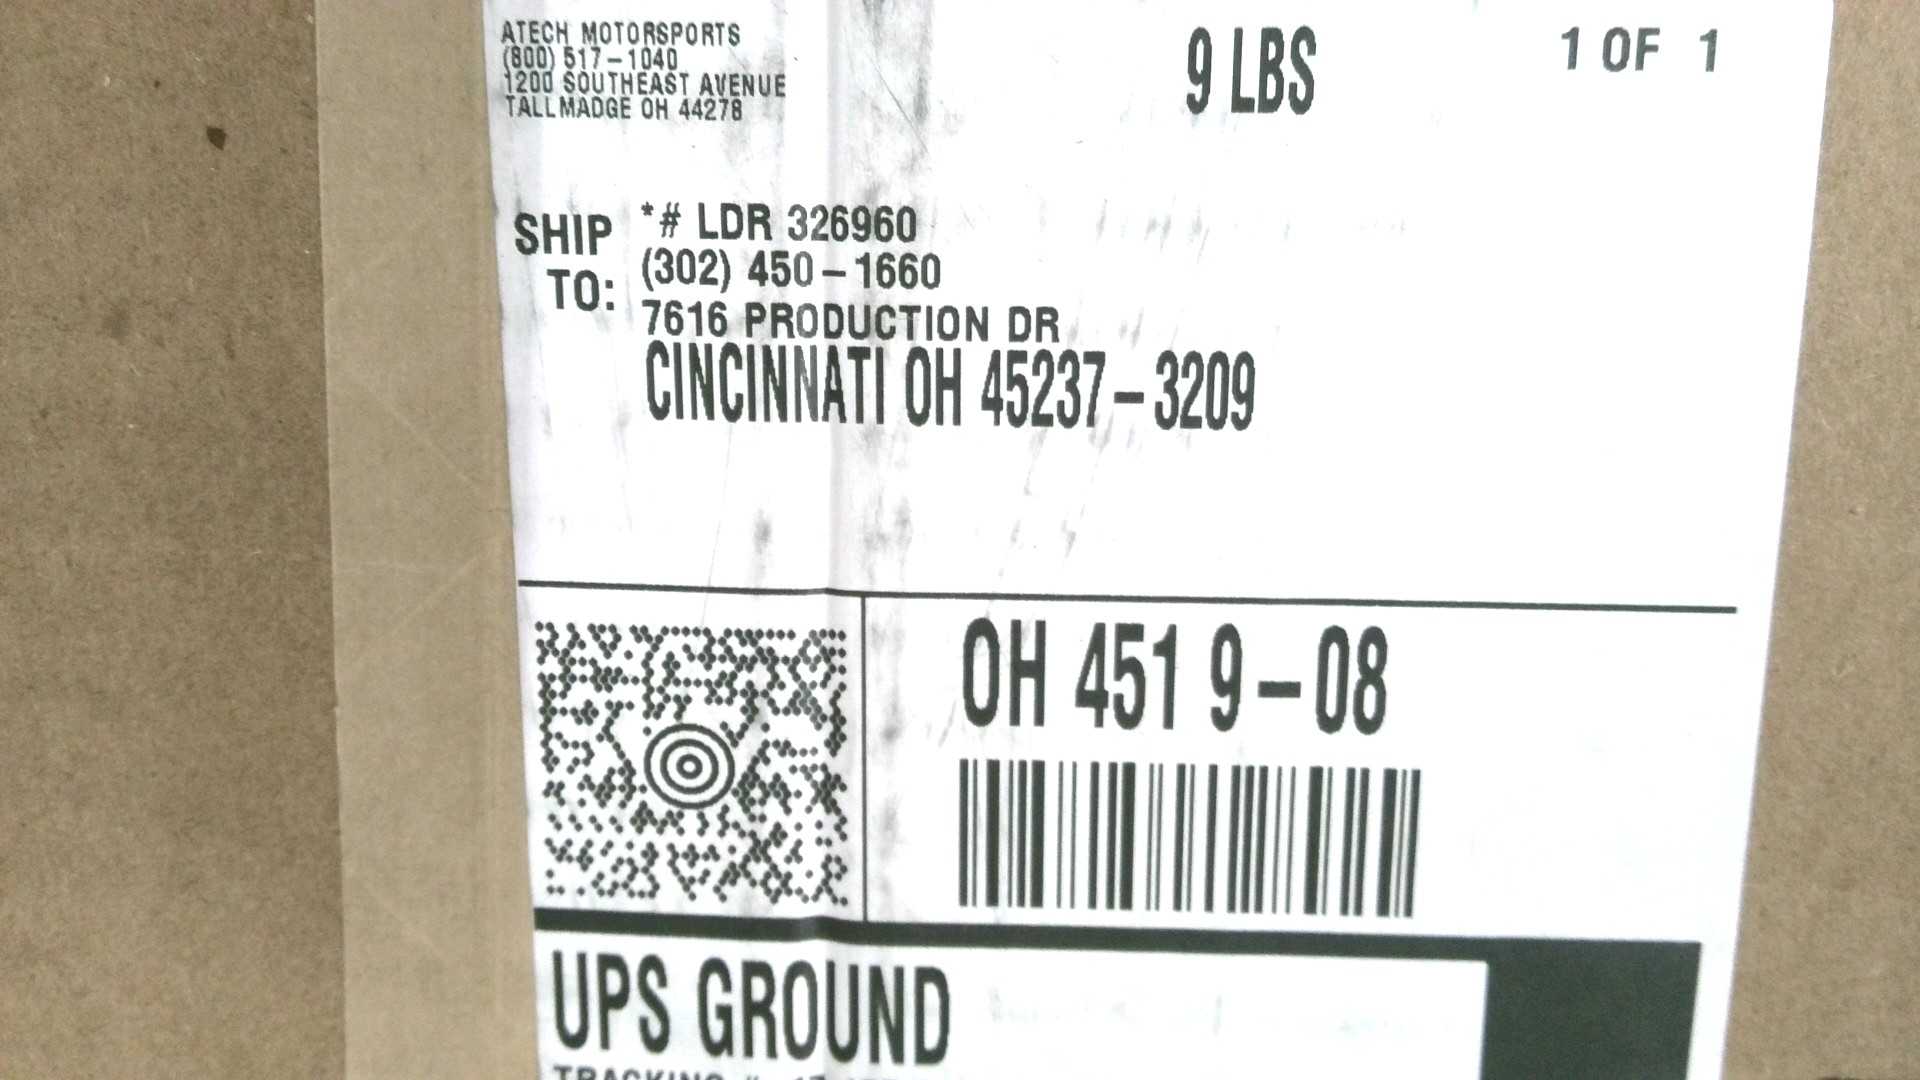 ATECH MOTORSPORTS
(800) 517-1040
1200 SOUTHEAST AVENUE
TALLMADGE OH 44278
9 LBS
1 OF 1
SHIP TO:
*# LDR 326960
(302) 450-1660
7616 PRODUCTION DR
CINCINNATI OH 45237-3209
OH 451 9-08
UPS GROUND
TRACKING #: